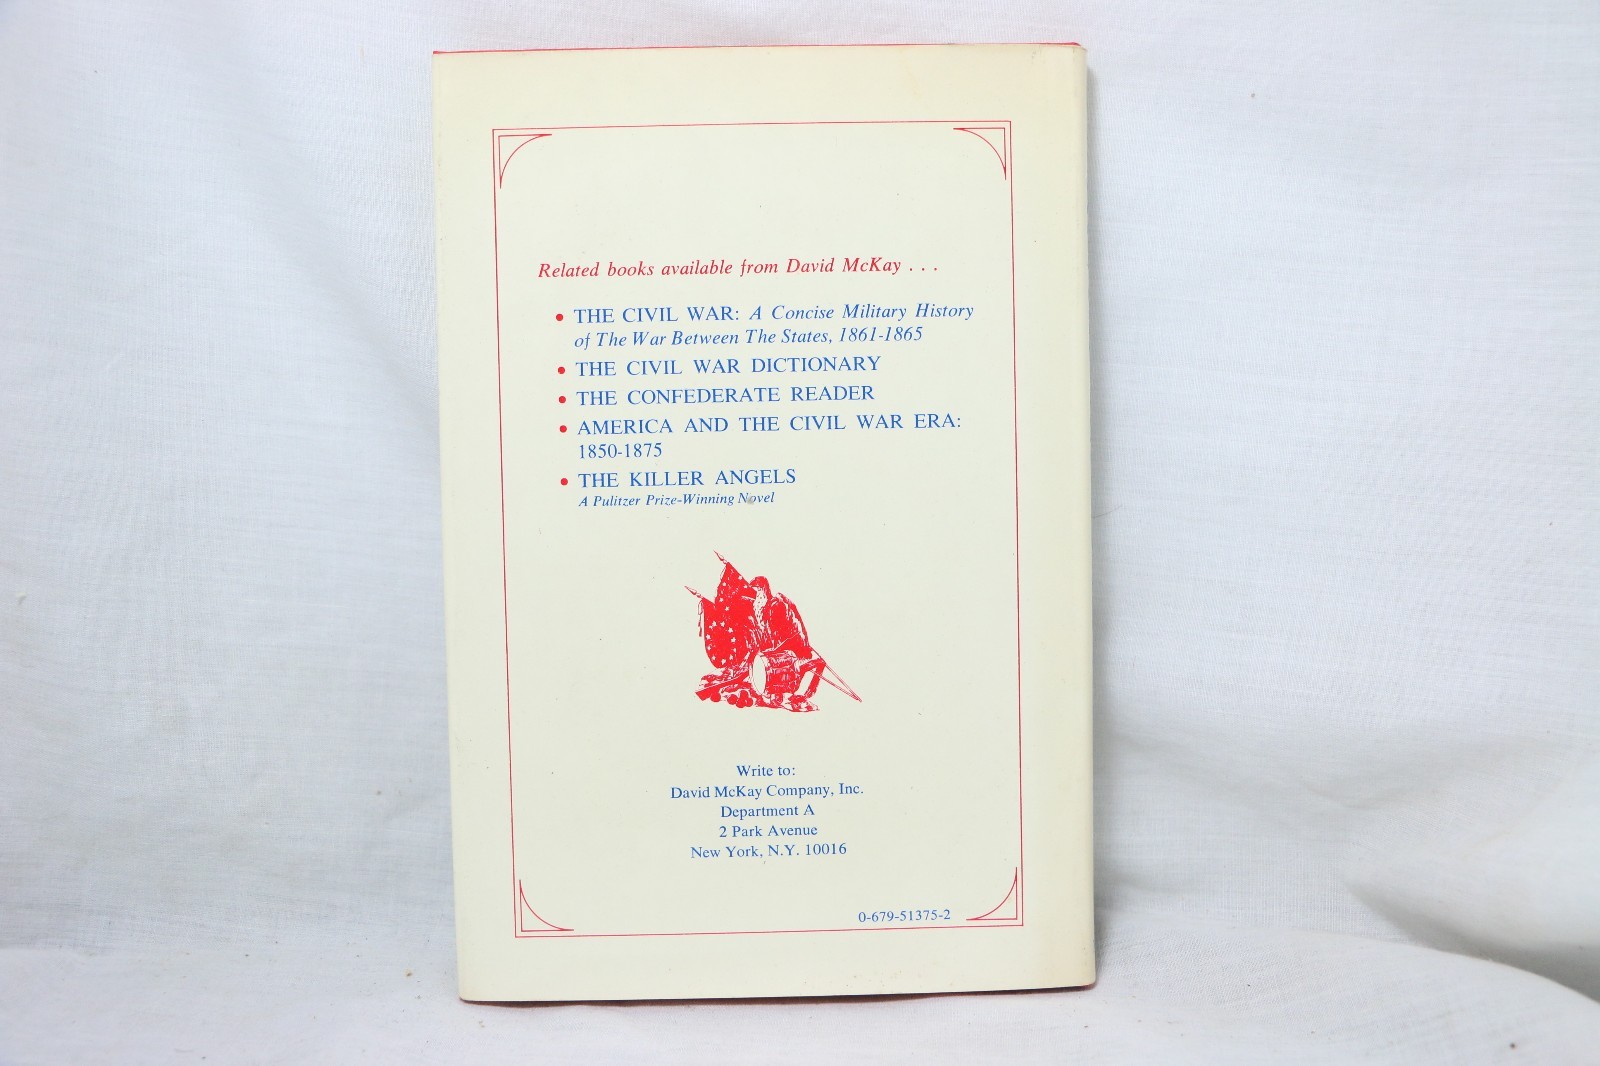 Related books available from David McKay . . .
• THE CIVIL WAR: A Concise Military History
of The War Between The States, 1861-1865
• THE CIVIL WAR DICTIONARY
• THE CONFEDERATE READER
• AMERICA AND THE CIVIL WAR ERA:
1850-1875
• THE KILLER ANGELS
A Pulitzer Prize-Winning Novel
Write to:
David McKay Company, Inc.
Department A
2 Park Avenue
New York, N.Y. 10016
0-679-51375-2